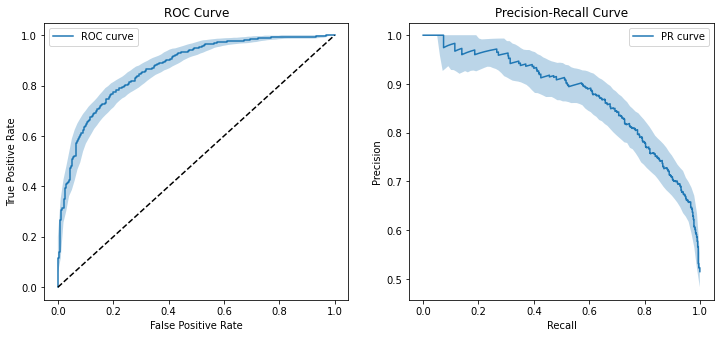 ROC Curve
ROC curve
True Positive Rate
1.0
0.8
0.6
0.4
0.2
0.0
0.0 0.2 0.4 0.6 0.8 1.0
False Positive Rate
Precision-Recall Curve
PR curve
Precision
1.0
0.9
0.8
0.7
0.6
0.5
0.0 0.2 0.4 0.6 0.8 1.0
Recall